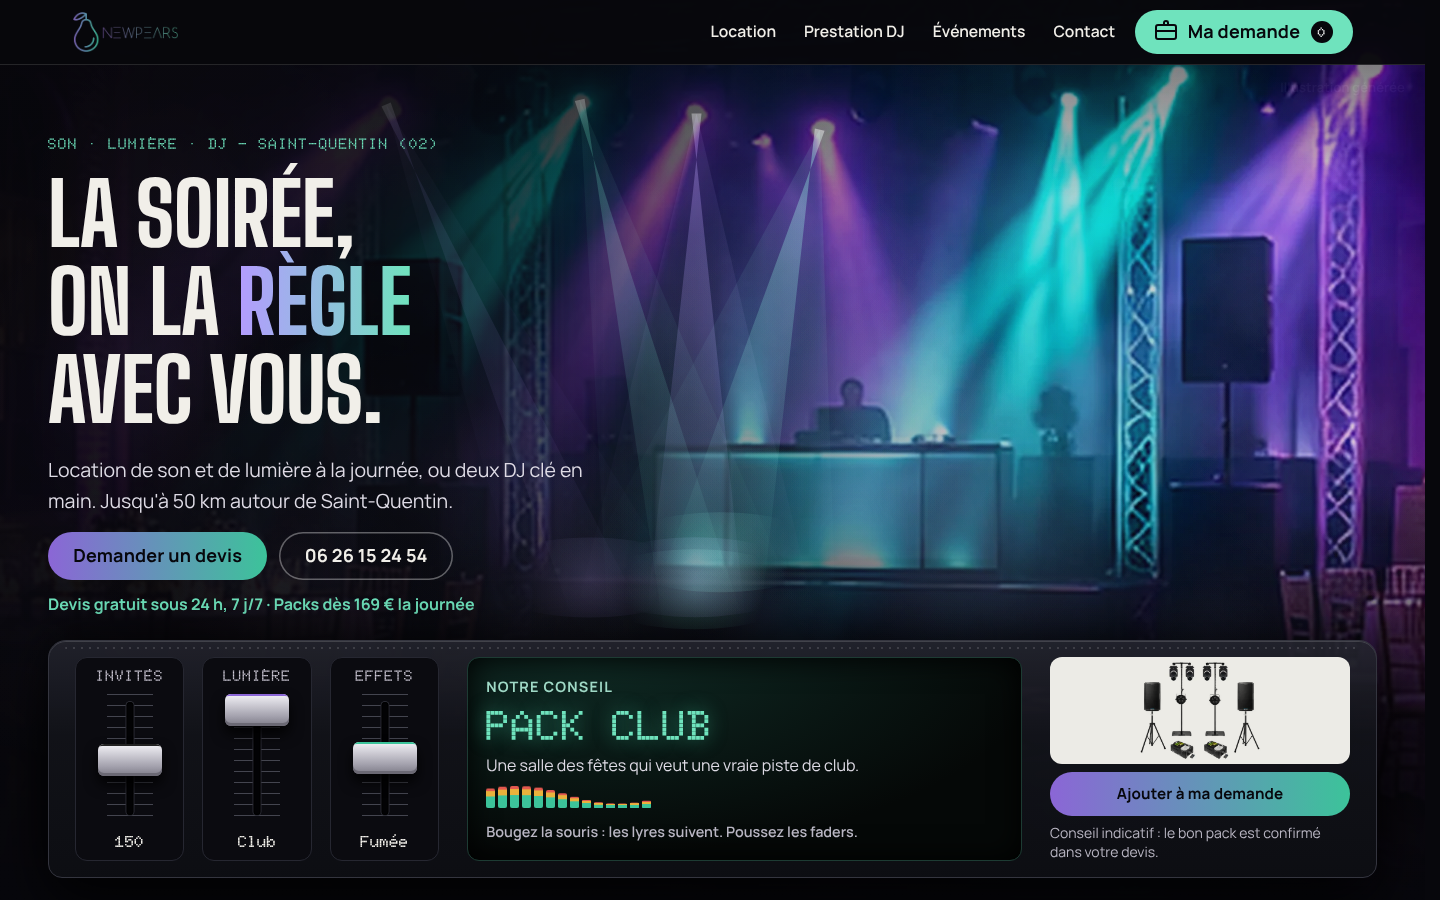 NEWPEARS
Location
Prestation DJ
Événements
Contact
Ma demande 0
SON · LUMIÈRE · DJ — SAINT-QUENTIN (02)
LA SOIRÉE,
ON LA RÈGLE
AVEC VOUS.
Location de son et de lumière à la journée, ou deux DJ clé en
main. Jusqu'à 50 km autour de Saint-Quentin.
Demander un devis
06 26 15 24 54
Devis gratuit sous 24 h, 7 j/7 · Packs dès 169 € la journée
INVITÉS
150
LUMIÈRE
Club
EFFETS
Fumée
NOTRE CONSEIL
PACK CLUB
Une salle des fêtes qui veut une vraie piste de club.
Bougez la souris : les lyres suivent. Poussez les faders.
Ajouter à ma demande
Conseil indicatif : le bon pack est confirmé
dans votre devis.